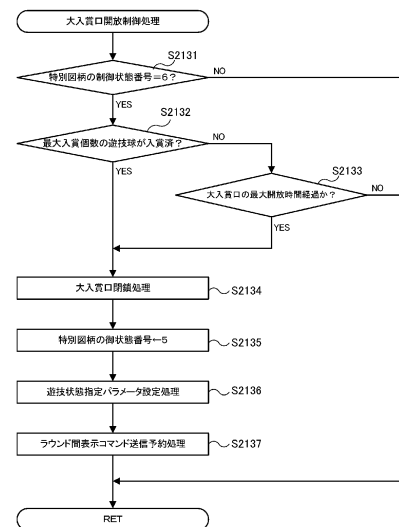 大入賞口開放制御処理
S2131
特別図柄の制御状態番号=6?
NO
YES
S2132
最大入賞個数の遊技球が入賞済?
NO
YES
S2133
大入賞口の最大開放時間経過か?
NO
YES
大入賞口閉鎖処理
S2134
特別図柄の御状態番号←5
S2135
遊技状態指定パラメータ設定処理
S2136
ラウンド間表示コマンド送信予約処理
S2137
RET